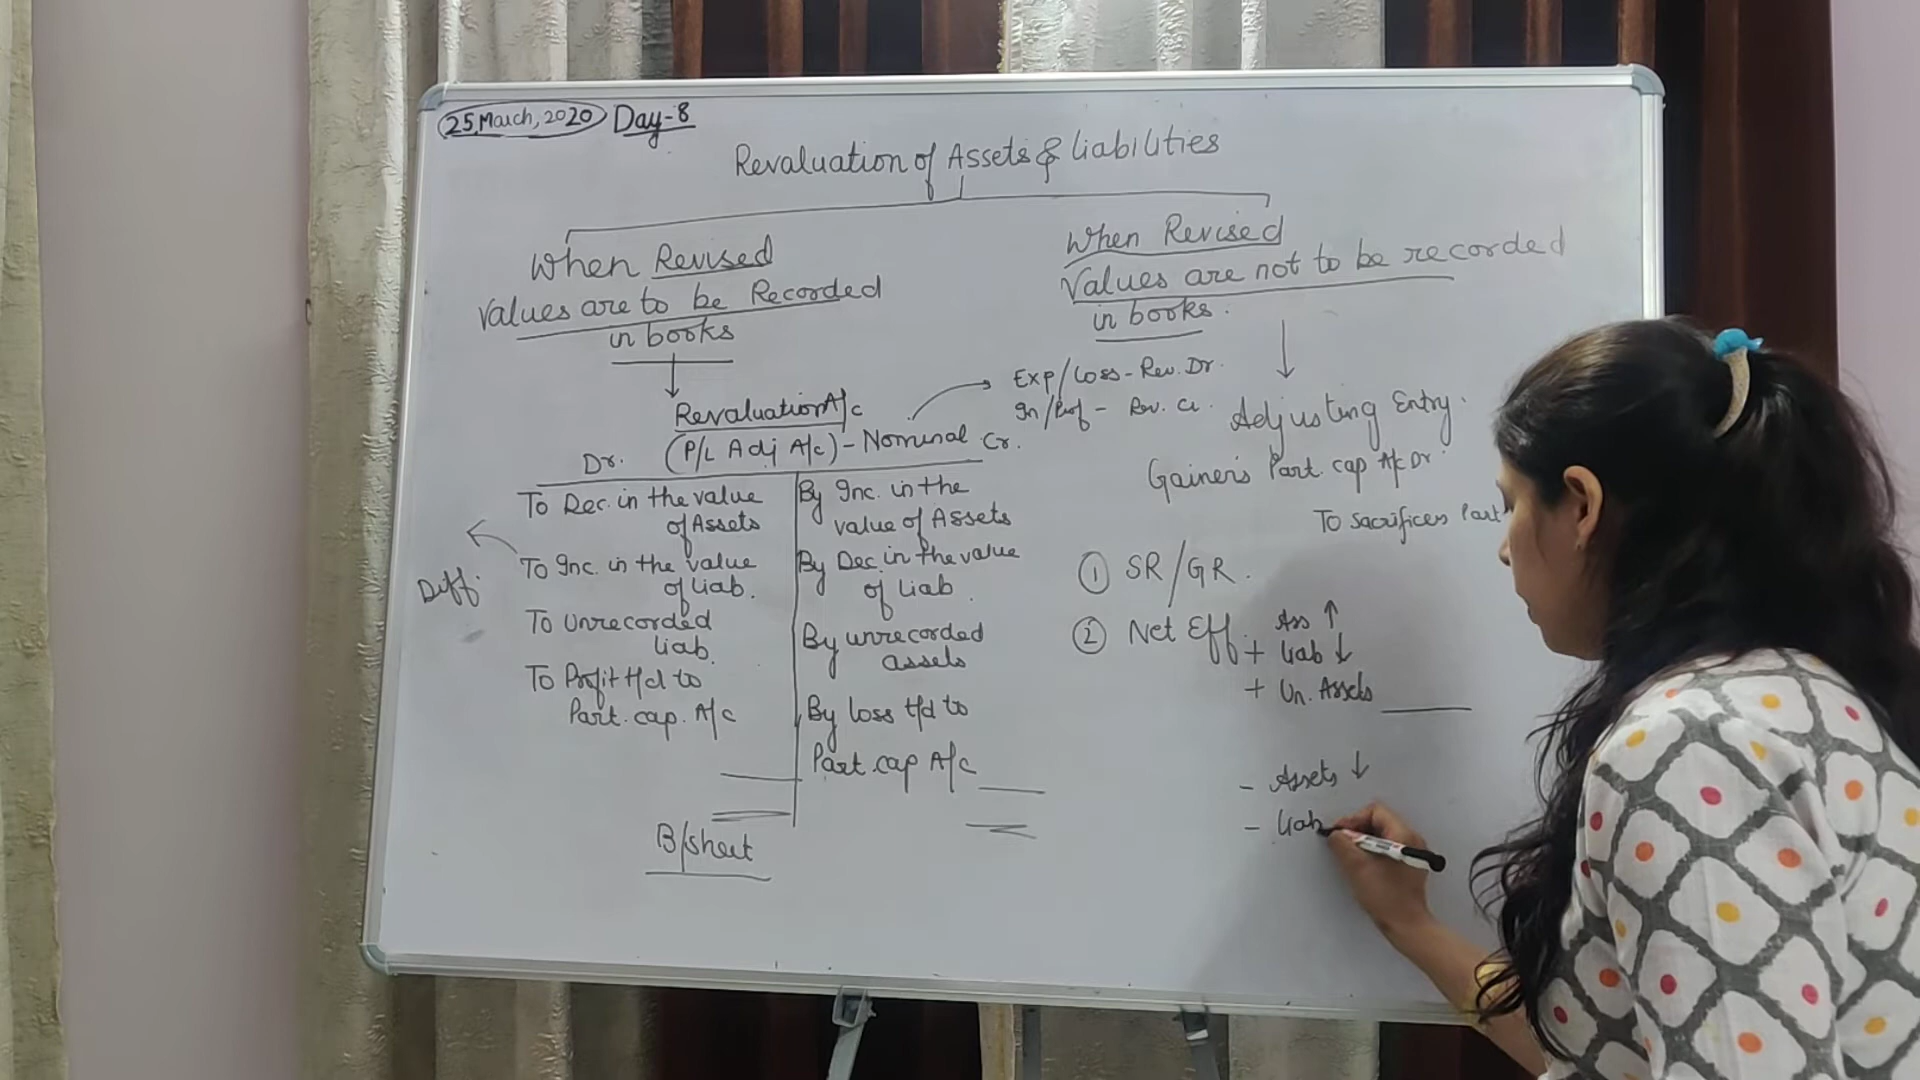 25, March, 2020 Day-8
Revaluation of Assets & Liabilities
When Revised
Values are to be Recorded
in books
Revaluation A/c
(P/L Adj A/c) - Nominal
Dr.
Cr.
To Dec. in the value
of Assets
To Inc. in the value
of Liab.
To Unrecorded
Liab.
To Profit t/d to
Part. cap. A/c
Diff.
By Inc. in the
value of Assets
By Dec. in the value
of Liab.
By unrecorded
assets
By loss t/d to
Part. cap A/c
B/sheet
Exp/Loss - Rev. Dr.
In/Prof - Rev. Cr.
When Revised
Values are not to be recorded
in books.
Adjusting Entry.
Gainer's Part. cap A/c Dr.
To Sacrificers Part
① SR/GR.
② Net Eff. Ass ↑
+ Liab ↓
+ Un. Assets
- Assets ↓
- Liab